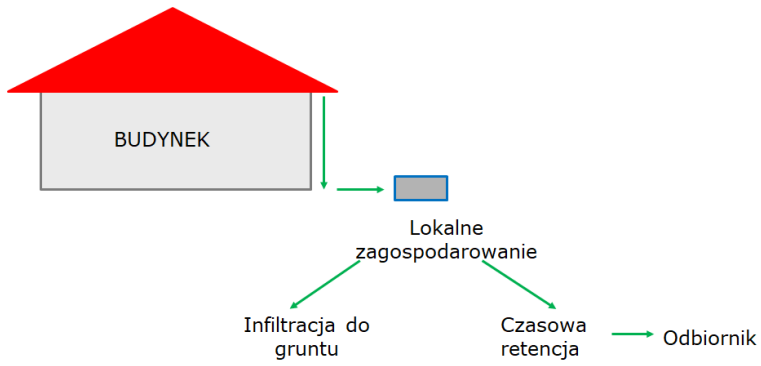 BUDYNEK
Lokalne
zagospodarowanie
Infiltracja do
gruntu
Czasowa
retencja
Odbiornik